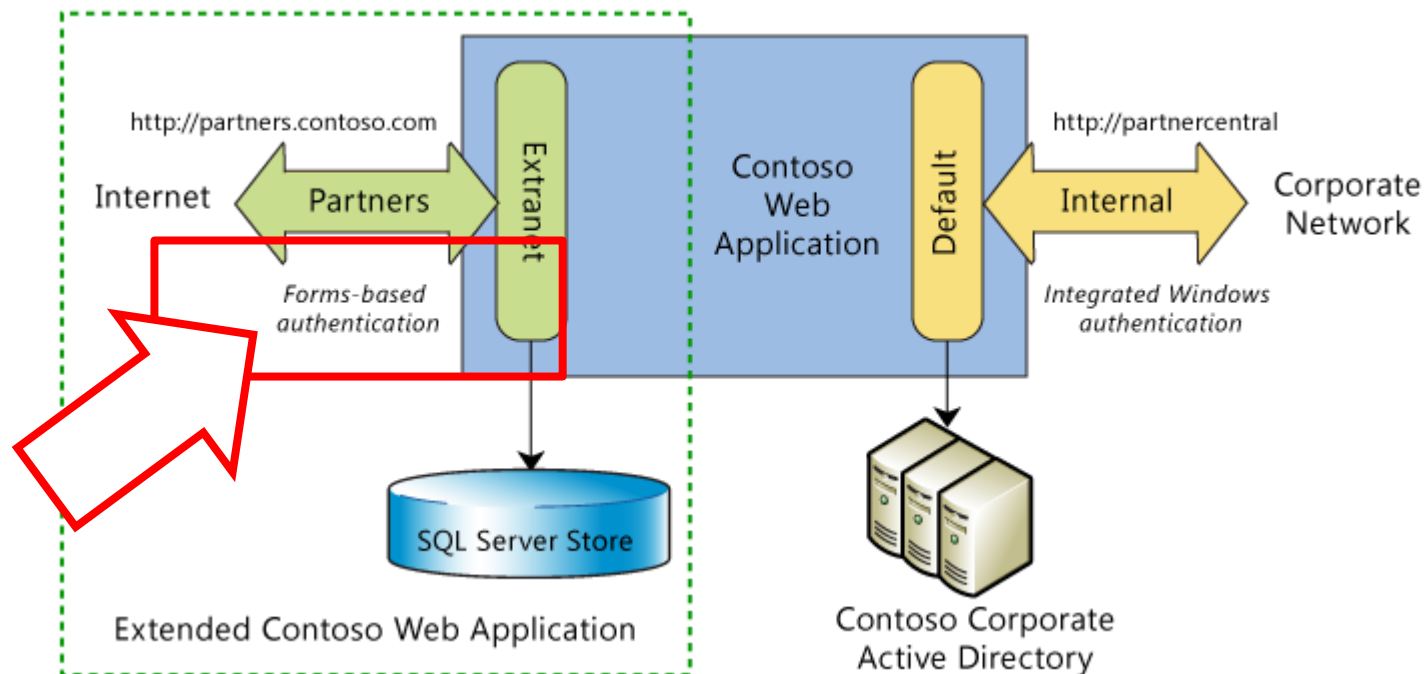 http://partners.contoso.com
http://partnercentral
Internet
Partners
Extranet
Contoso
Web
Application
Default
Internal
Corporate
Network
Forms-based
authentication
Integrated Windows
authentication
SQL Server Store
Extended Contoso Web Application
Contoso Corporate
Active Directory